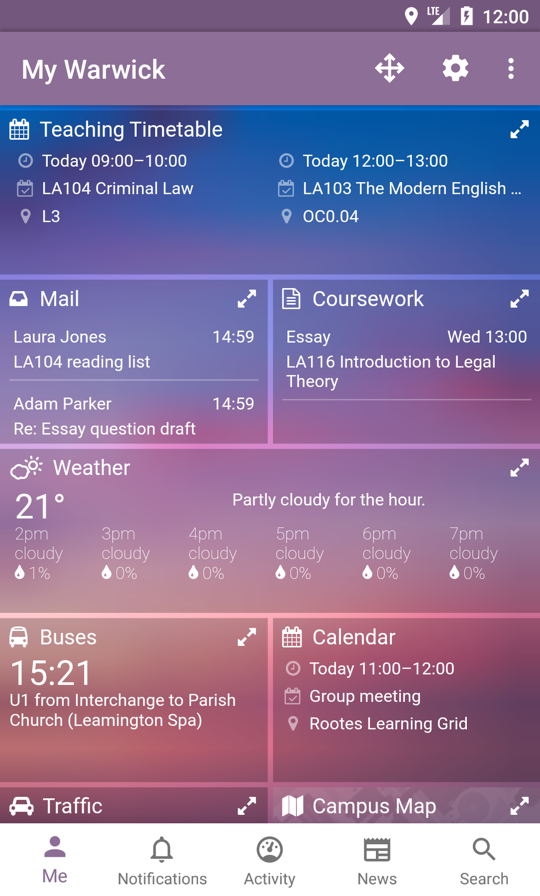 LTE 12:00
My Warwick
Teaching Timetable
Today 09:00–10:00
LA104 Criminal Law
L3
Today 12:00–13:00
LA103 The Modern English ...
OC0.04
Mail
Laura Jones 14:59
LA104 reading list
Adam Parker 14:59
Re: Essay question draft
Coursework
Essay Wed 13:00
LA116 Introduction to Legal
Theory
Weather
21°
Partly cloudy for the hour.
2pm 3pm 4pm 5pm 6pm 7pm
cloudy cloudy cloudy cloudy cloudy cloudy
1% 0% 0% 0% 0% 0%
Buses
15:21
U1 from Interchange to Parish
Church (Leamington Spa)
Calendar
Today 11:00–12:00
Group meeting
Rootes Learning Grid
Traffic
Campus Map
Me Notifications Activity News Search